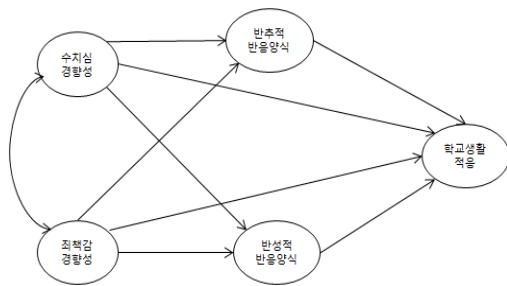 수치심
경향성
반추적
반응양식
학교생활
적응
죄책감
경향성
반성적
반응양식